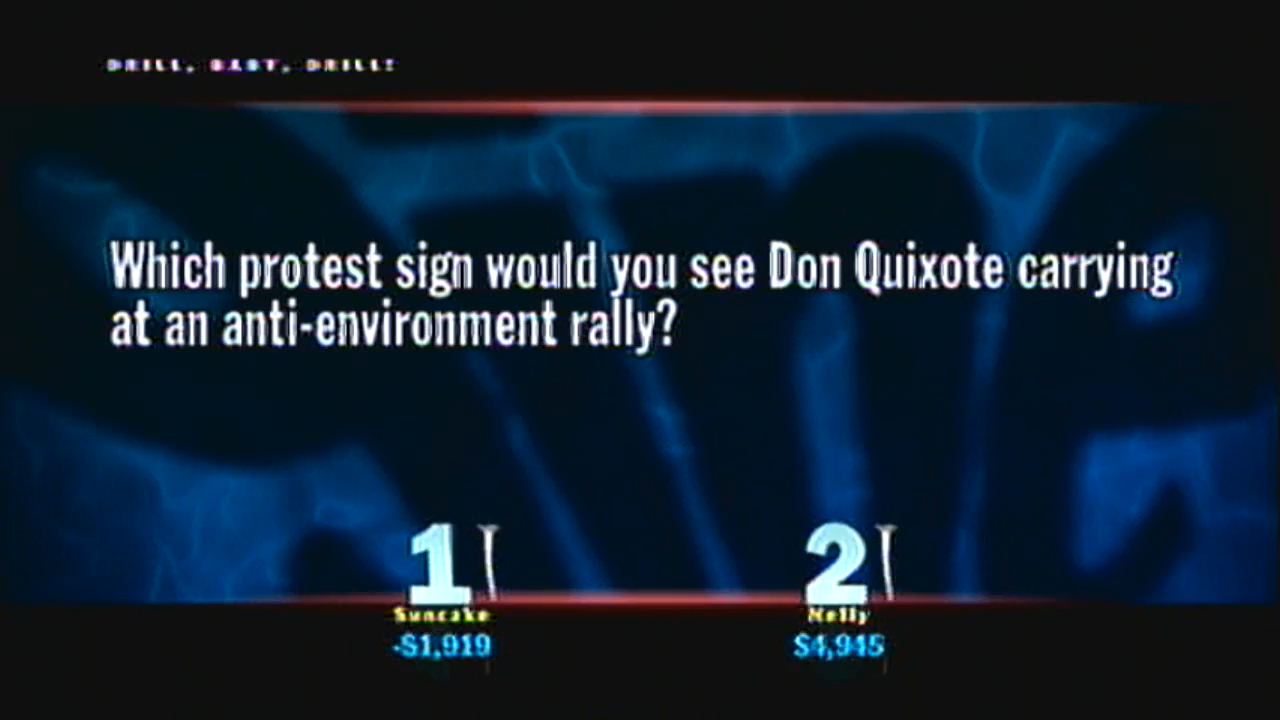 DRILL, BABY, DRILL!
Which protest sign would you see Don Quixote carrying
at an anti-environment rally?
1
2
Suncake
Nelly
-$1,919
$4,945